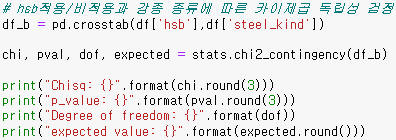 # hsb적용/비적용과 강종 종류에 따른 카이제곱 독립성 검정
df_b = pd.crosstab(df['hsb'],df['steel_kind'])
chi, pval, dof, expected = stats.chi2_contingency(df_b)
print("Chisq: {}".format(chi.round(3)))
print("p_value: {}".format(pval.round(3)))
print("Degree of freedom: {}".format(dof))
print("expected value: {}".format(expected.round()))